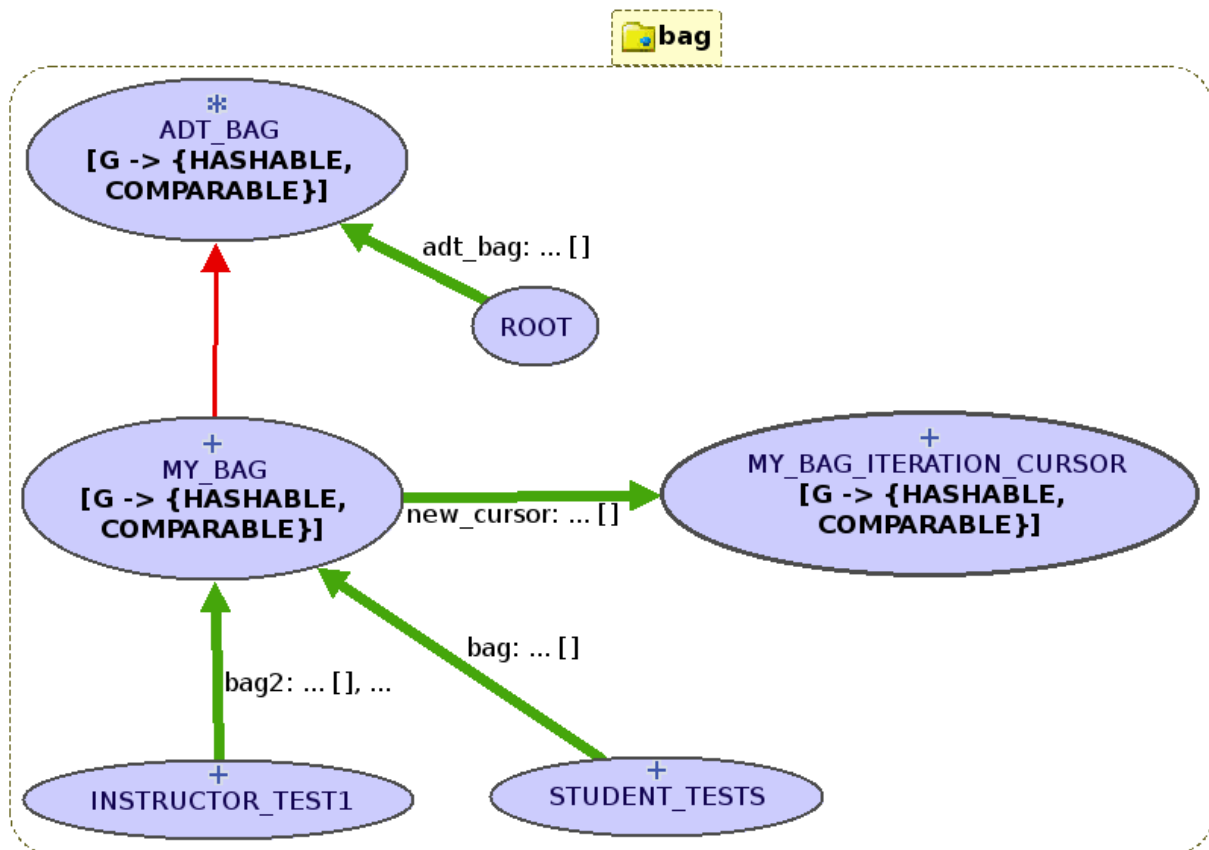 bag
*
ADT_BAG
[G -> {HASHABLE,
COMPARABLE}]
adt_bag: ... []
ROOT
+
MY_BAG
[G -> {HASHABLE,
COMPARABLE}]
new_cursor: ... []
+
MY_BAG_ITERATION_CURSOR
[G -> {HASHABLE,
COMPARABLE}]
bag: ... []
bag2: ... [], ...
+
INSTRUCTOR_TEST1
+
STUDENT_TESTS